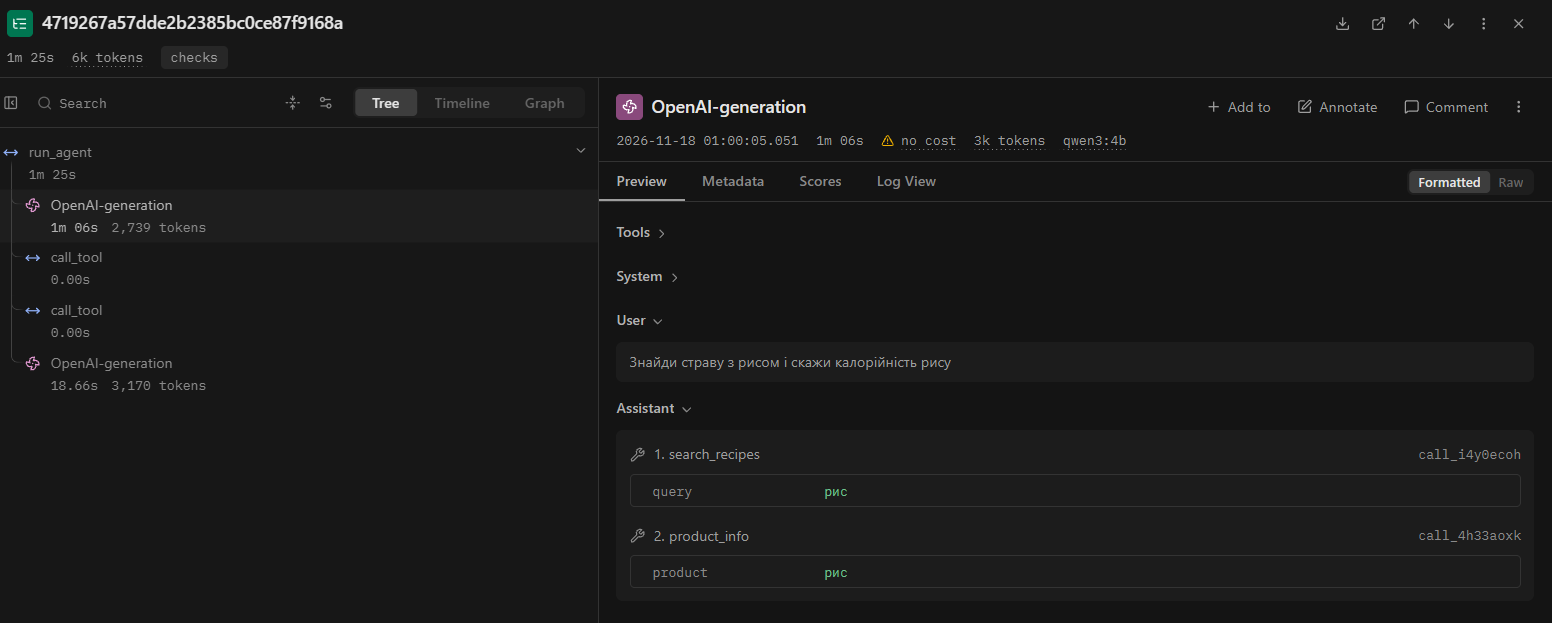 4719267a57dde2b2385bc0ce87f9168a
1m 25s 6k tokens checks
Search Tree Timeline Graph
run_agent
1m 25s
OpenAI-generation
1m 06s 2,739 tokens
call_tool
0.00s
call_tool
0.00s
OpenAI-generation
18.66s 3,170 tokens
OpenAI-generation
Add to Annotate Comment
2026-11-18 01:00:05.051 1m 06s no cost 3k tokens qwen3:4b
Preview Metadata Scores Log View Formatted Raw
Tools
System
User
Знайди страву з рисом і скажи калорійність рису
Assistant
1. search_recipes call_i4y0ecoh
query рис
2. product_info call_4h33aoxk
product рис